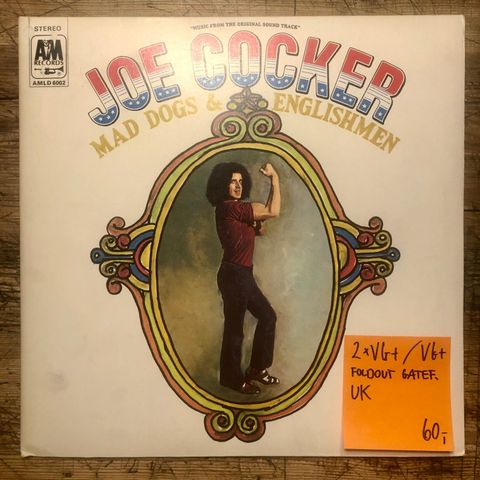 STEREO
A&M
RECORDS
AMLD 6002
"MUSIC FROM THE ORIGINAL SOUND TRACK"
JOE COCKER
MAD DOGS & ENGLISHMEN
2×VG+/VG+
FOLDOUT GATEF.
UK
60,-